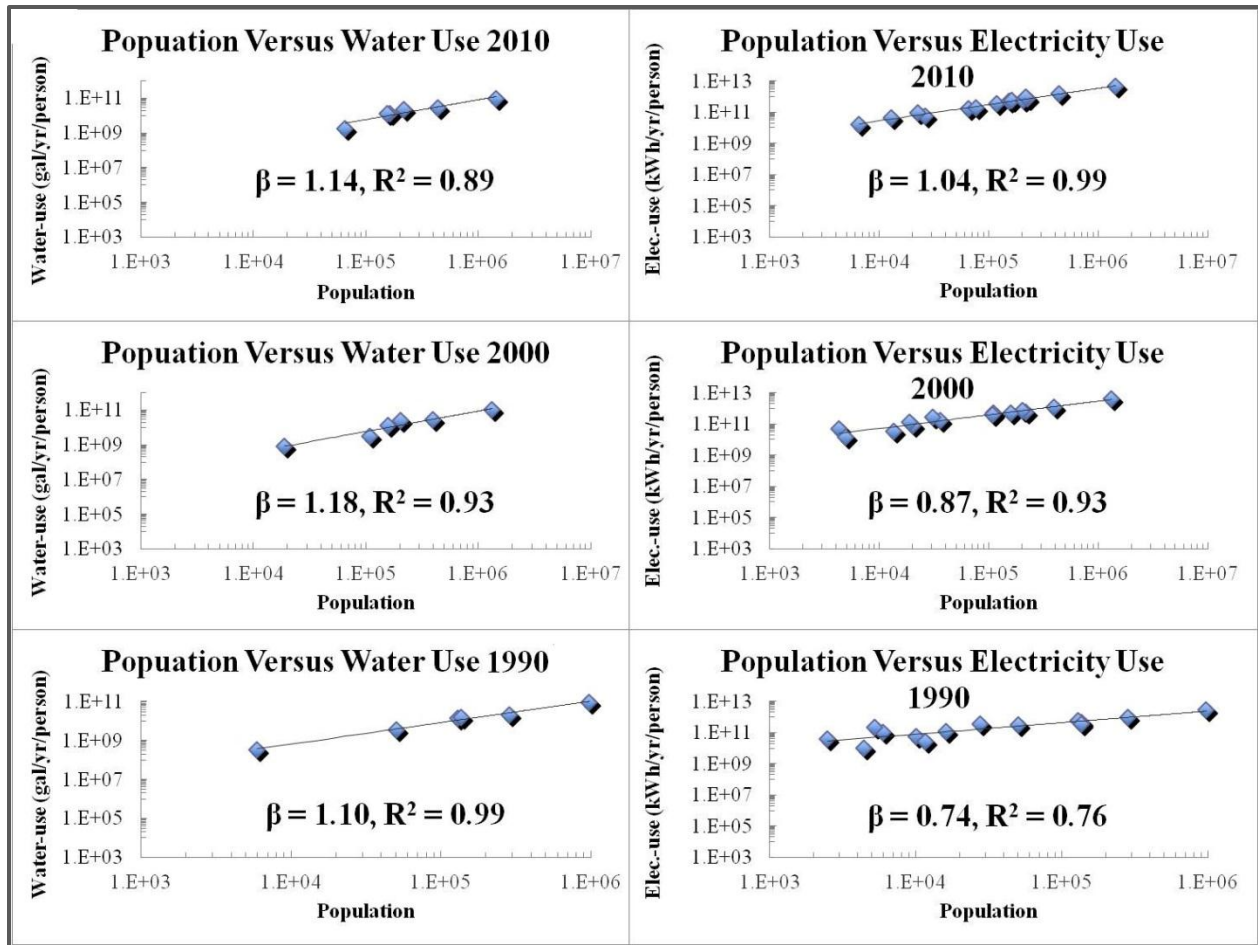 Popuation Versus Water Use 2010
Water-use (gal/yr/person)
1.E+11
1.E+09
1.E+07
1.E+05
1.E+03
β = 1.14, R² = 0.89
1.E+03 1.E+04 1.E+05 1.E+06 1.E+07
Population
Population Versus Electricity Use
2010
Elec.-use (kWh/yr/person)
1.E+13
1.E+11
1.E+09
1.E+07
1.E+05
1.E+03
β = 1.04, R² = 0.99
1.E+03 1.E+04 1.E+05 1.E+06 1.E+07
Population
Popuation Versus Water Use 2000
Water-use (gal/yr/person)
1.E+11
1.E+09
1.E+07
1.E+05
1.E+03
β = 1.18, R² = 0.93
1.E+03 1.E+04 1.E+05 1.E+06 1.E+07
Population
Population Versus Electricity Use
2000
Elec.-use (kWh/yr/person)
1.E+13
1.E+11
1.E+09
1.E+07
1.E+05
1.E+03
β = 0.87, R² = 0.93
1.E+03 1.E+04 1.E+05 1.E+06 1.E+07
Population
Popuation Versus Water Use 1990
Water-use (gal/yr/person)
1.E+11
1.E+09
1.E+07
1.E+05
1.E+03
β = 1.10, R² = 0.99
1.E+03 1.E+04 1.E+05 1.E+06
Population
Population Versus Electricity Use
1990
Elec.-use (kWh/yr/person)
1.E+13
1.E+11
1.E+09
1.E+07
1.E+05
1.E+03
β = 0.74, R² = 0.76
1.E+03 1.E+04 1.E+05 1.E+06
Population